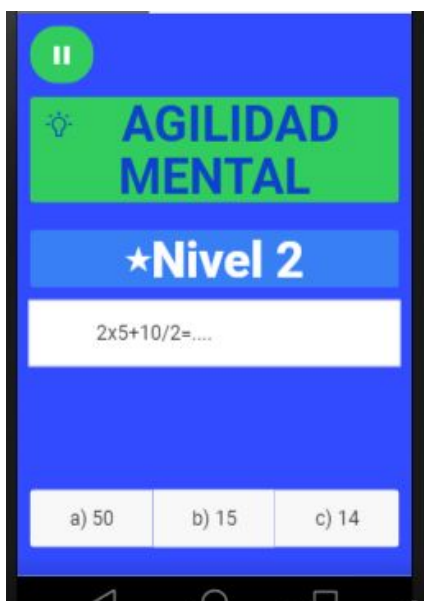 AGILIDAD
MENTAL
★Nivel 2
2x5+10/2=....
a) 50
b) 15
c) 14